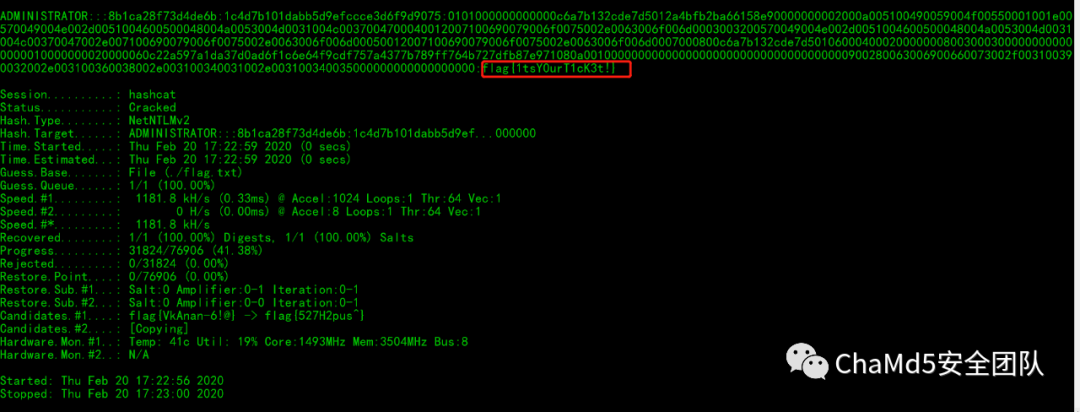 ADMINISTRATOR:::8b1ca28f73d4de6b:1c4d7b101dabb5d9efccce3d6f9d9075:0101000000000000c6a7b132cde7d5012a4bfb2ba66158e90000000002000a005100490059004f00550001001e00
flag{1tsY0urT1cK3t!}
Session..........: hashcat
Status...........: Cracked
Hash.Type........: NetNTLMv2
Hash.Target......: ADMINISTRATOR:::8b1ca28f73d4de6b:1c4d7b101dabb5d9ef...000000
Time.Started.....: Thu Feb 20 17:22:59 2020 (0 secs)
Time.Estimated...: Thu Feb 20 17:22:59 2020 (0 secs)
Guess.Base.......: File (./flag.txt)
Guess.Queue......: 1/1 (100.00%)
Speed.#1.........: 1181.8 kH/s (0.33ms) @ Accel:1024 Loops:1 Thr:64 Vec:1
Speed.#2.........: 0 H/s (0.00ms) @ Accel:8 Loops:1 Thr:64 Vec:1
Speed.#*.........: 1181.8 kH/s
Recovered........: 1/1 (100.00%) Digests, 1/1 (100.00%) Salts
Progress.........: 31824/76906 (41.38%)
Rejected.........: 0/31824 (0.00%)
Restore.Point....: 0/76906 (0.00%)
Restore.Sub.#1...: Salt:0 Amplifier:0-1 Iteration:0-1
Restore.Sub.#2...: Salt:0 Amplifier:0-0 Iteration:0-1
Candidates.#1....: flag{VkAnan-6!@} -> flag{527H2pus^}
Candidates.#2....: [Copying]
Hardware.Mon.#1..: Temp: 41c Util: 19% Core:1493MHz Mem:3504MHz Bus:8
Hardware.Mon.#2..: N/A
Started: Thu Feb 20 17:22:56 2020
Stopped: Thu Feb 20 17:23:00 2020
ChaMd5安全团队